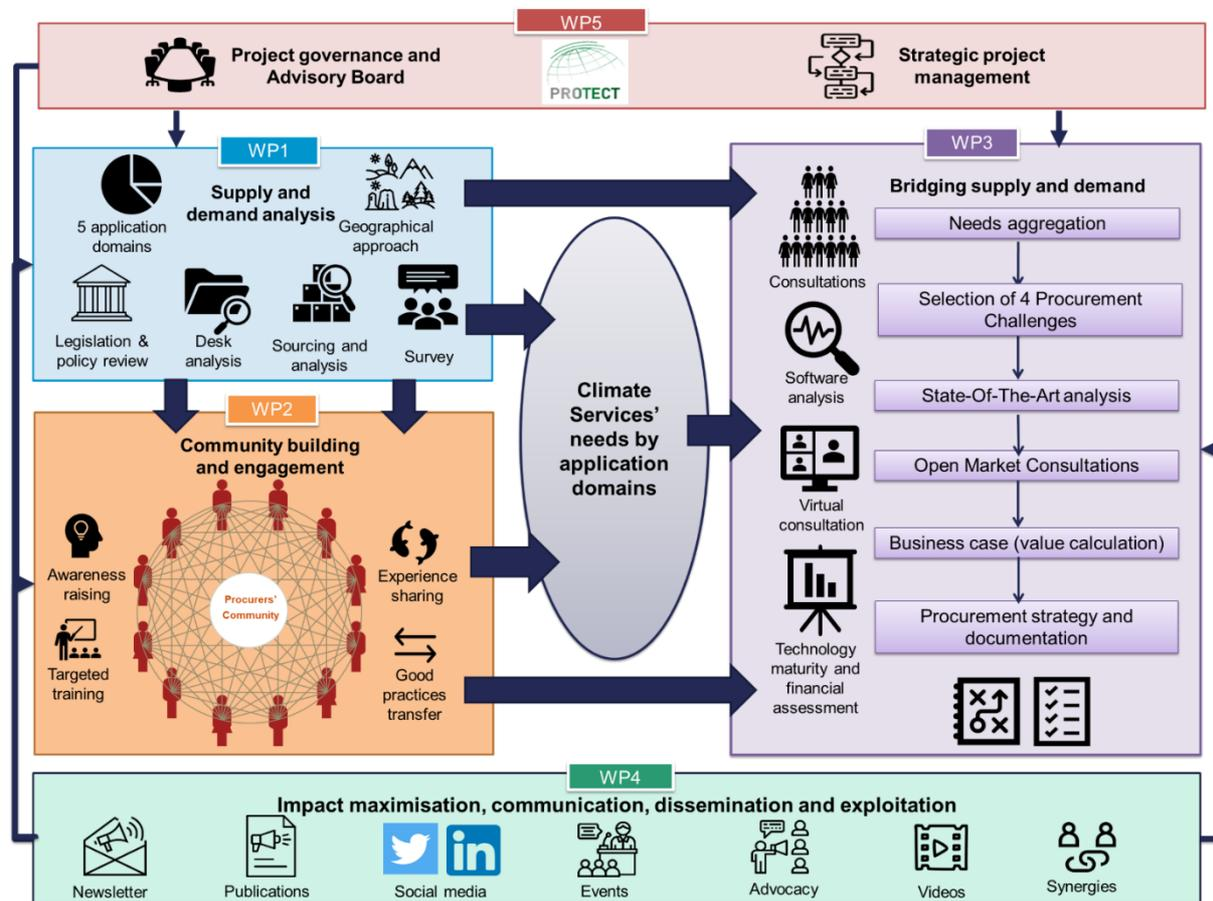 WP5
Project governance and
Advisory Board
PROTECT
Strategic project
management
WP1
Supply and
demand analysis
5 application
domains
Geographical
approach
Legislation &
policy review
Desk
analysis
Sourcing and
analysis
Survey
WP2
Community building
and engagement
Awareness
raising
Targeted
training
Procurers'
Community
Experience
sharing
Good
practices
transfer
Climate
Services'
needs by
application
domains
WP3
Bridging supply and demand
Consultations
Software
analysis
Virtual
consultation
Technology
maturity and
financial
assessment
Needs aggregation
Selection of 4 Procurement
Challenges
State-Of-The-Art analysis
Open Market Consultations
Business case (value calculation)
Procurement strategy and
documentation
WP4
Impact maximisation, communication, dissemination and exploitation
Newsletter
Publications
Social media
in
Events
Advocacy
Videos
Synergies